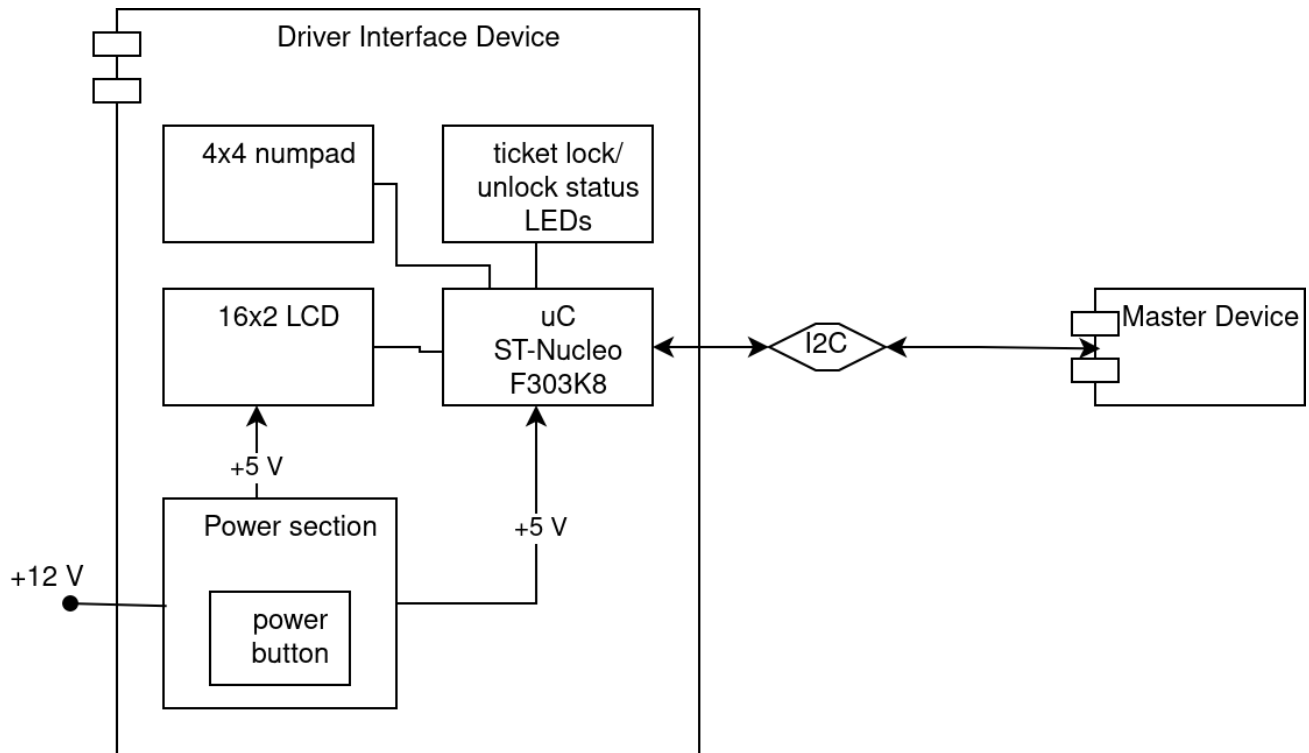 Driver Interface Device
4x4 numpad
ticket lock/
unlock status
LEDs
16x2 LCD
uC
ST-Nucleo
F303K8
I2C
Master Device
+5 V
Power section
+5 V
+12 V
power
button